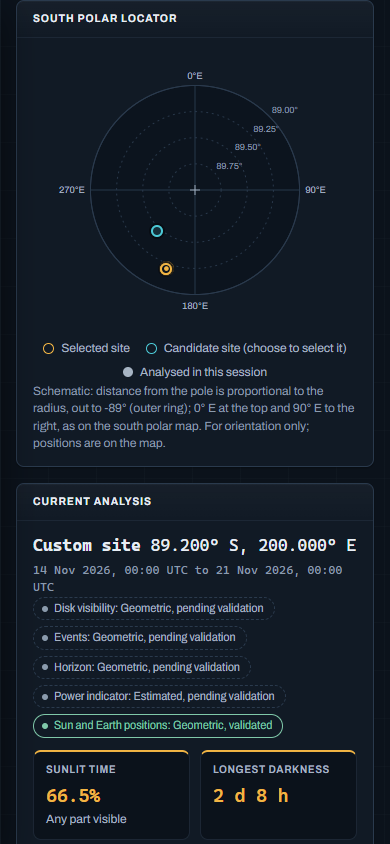 SOUTH POLAR LOCATOR
0°E
89.00°
89.25°
89.50°
89.75°
270°E
90°E
180°E
Selected site
Candidate site (choose to select it)
Analysed in this session
Schematic: distance from the pole is proportional to the
radius, out to -89° (outer ring); 0° E at the top and 90° E to the
right, as on the south polar map. For orientation only;
positions are on the map.
CURRENT ANALYSIS
Custom site 89.200° S, 200.000° E
14 Nov 2026, 00:00 UTC to 21 Nov 2026, 00:00
UTC
Disk visibility: Geometric, pending validation
Events: Geometric, pending validation
Horizon: Geometric, pending validation
Power indicator: Estimated, pending validation
Sun and Earth positions: Geometric, validated
SUNLIT TIME
66.5%
Any part visible
LONGEST DARKNESS
2 d 8 h